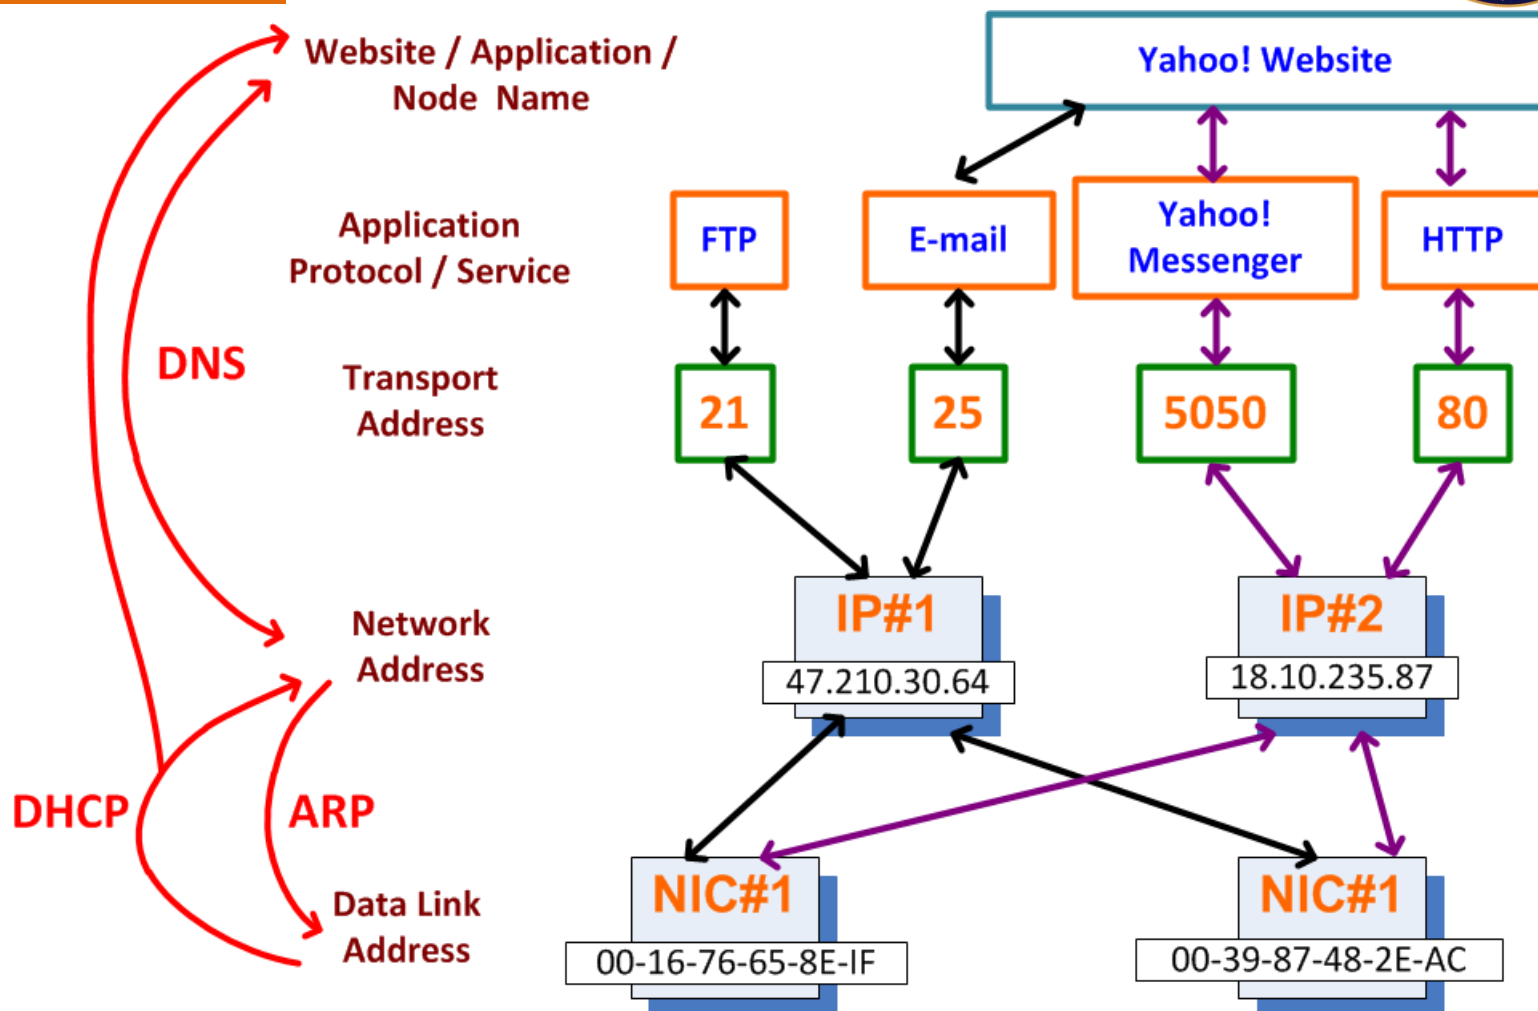 Website / Application /
Node Name
Yahoo! Website
Application
Protocol / Service
FTP
E-mail
Yahoo!
Messenger
HTTP
DNS
Transport
Address
21
25
5050
80
Network
Address
IP#1
47.210.30.64
IP#2
18.10.235.87
DHCP
ARP
Data Link
Address
NIC#1
00-16-76-65-8E-IF
NIC#1
00-39-87-48-2E-AC